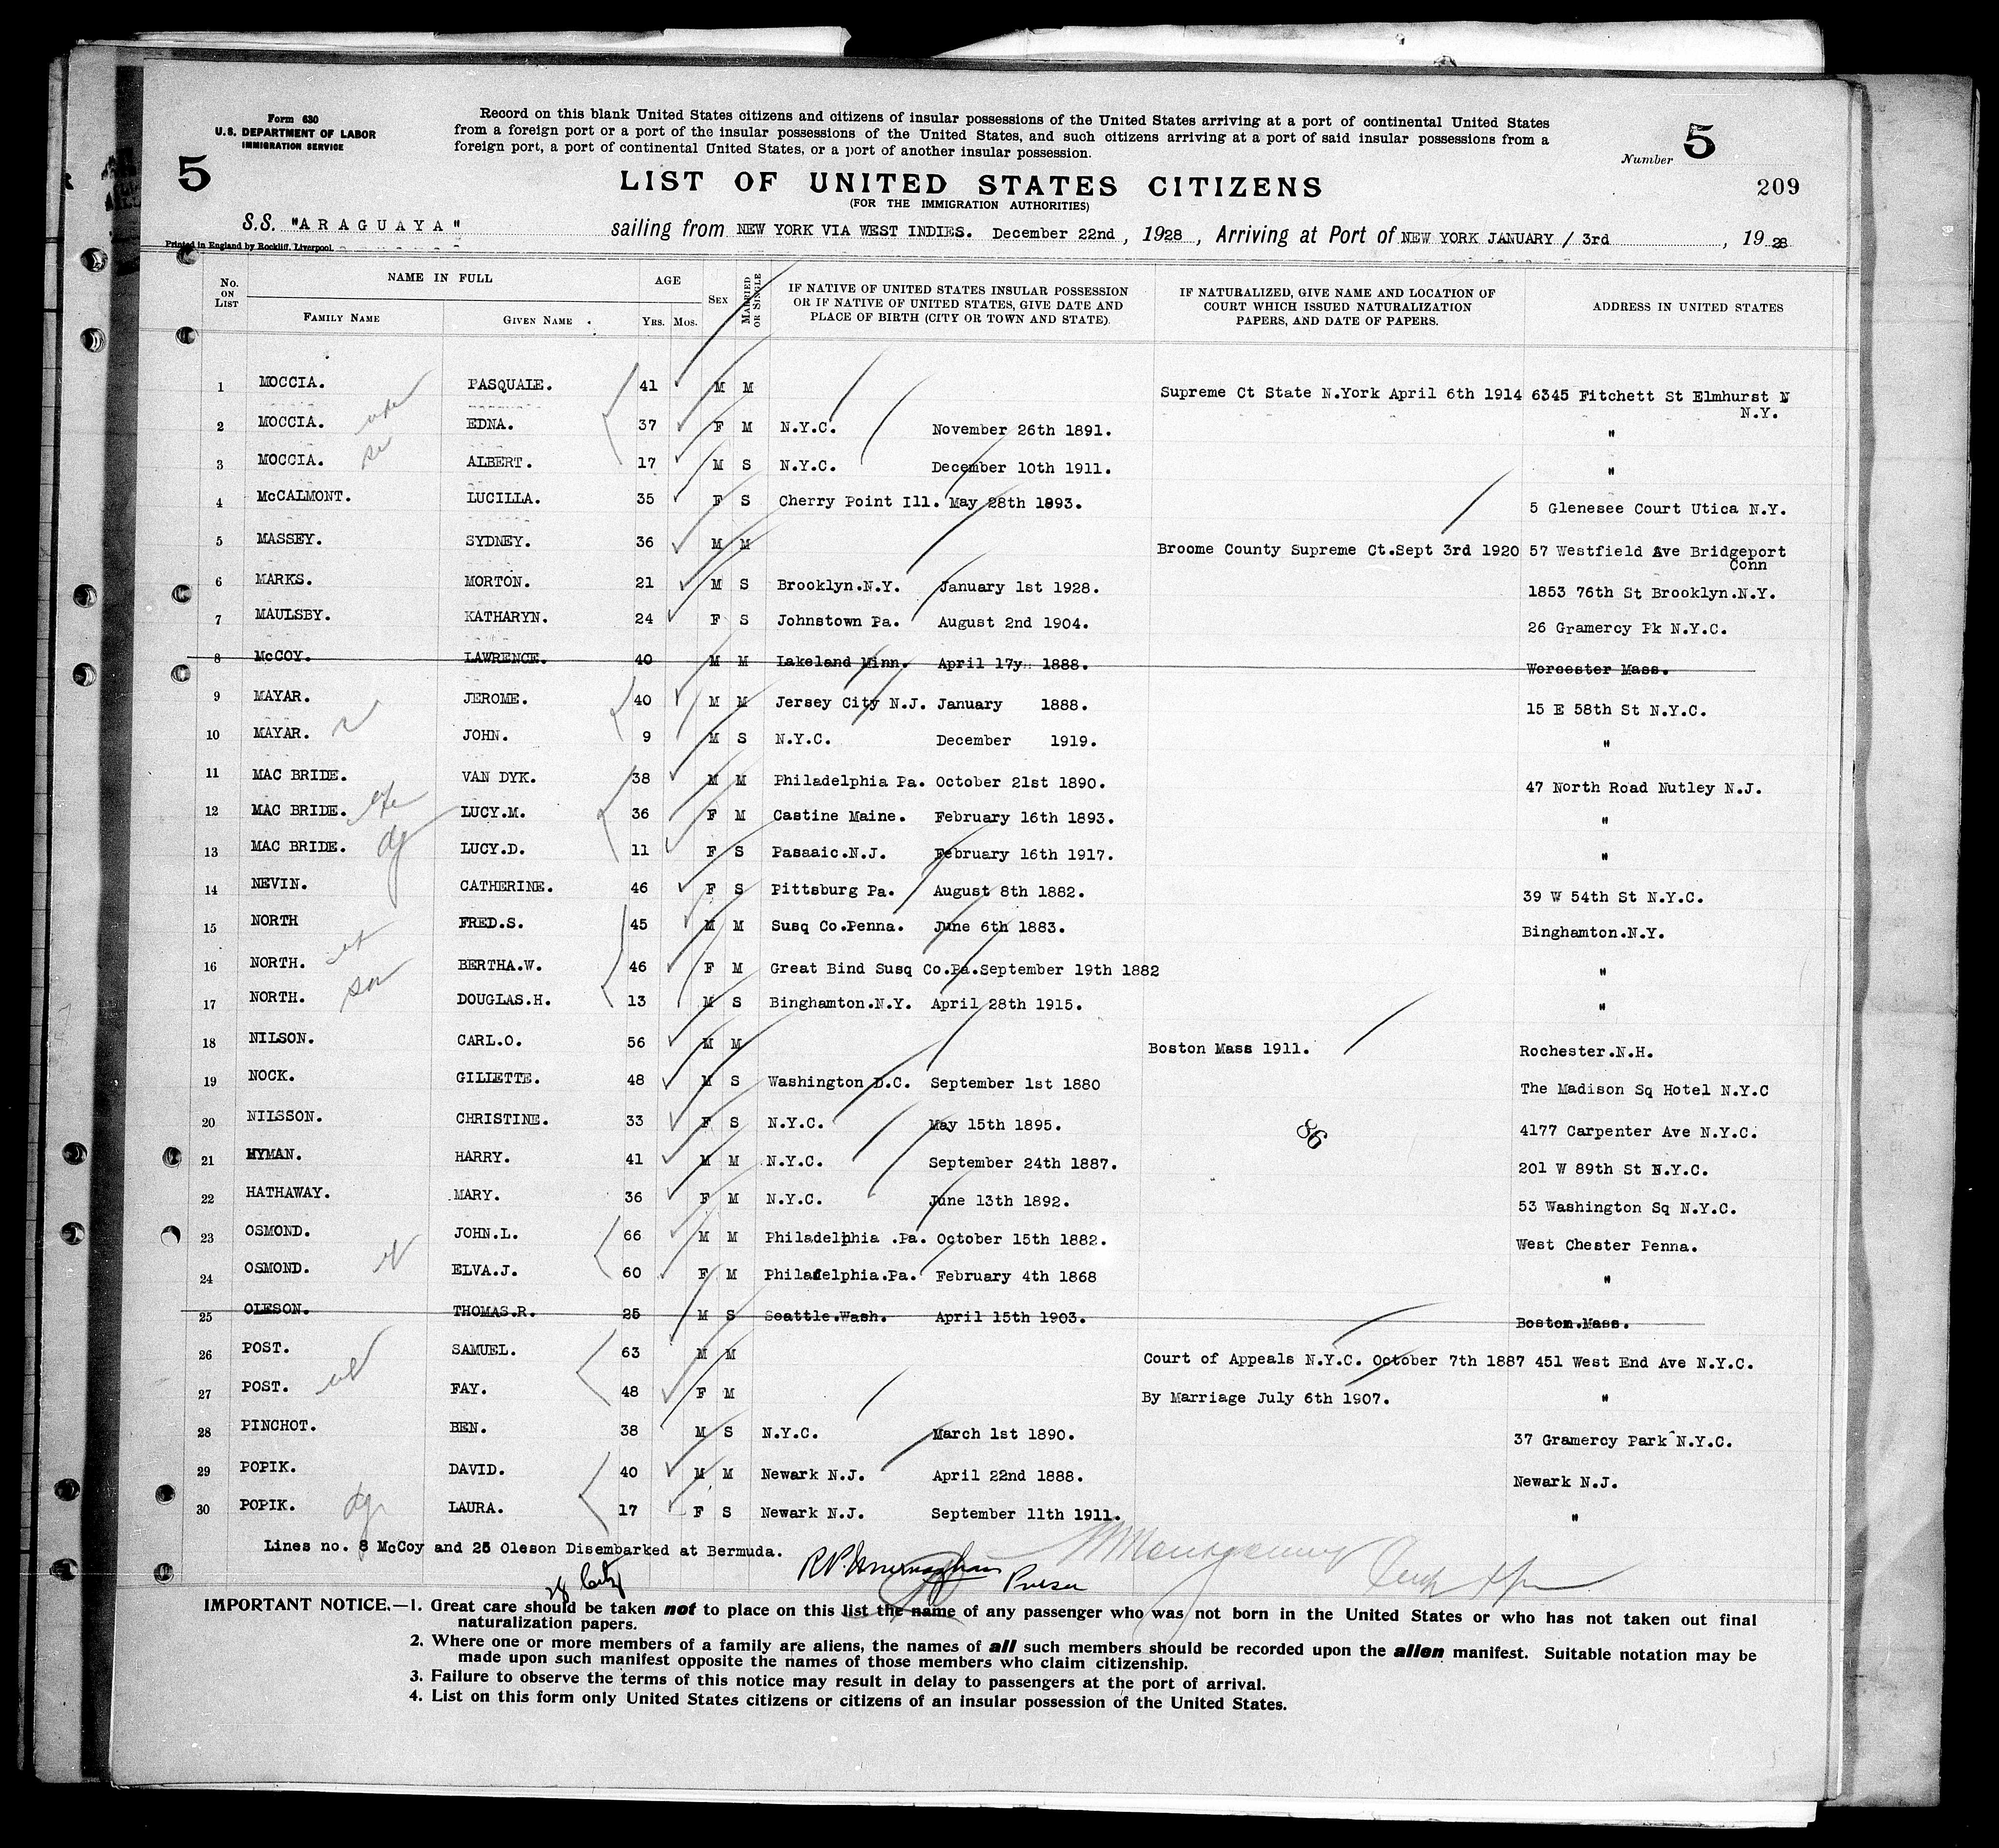 Form 630
U.S. DEPARTMENT OF LABOR
IMMIGRATION SERVICE
5
Record on this blank United States citizens and citizens of insular possessions of the United States arriving at a port of continental United States
from a foreign port or a port of the insular possessions of the United States, and such citizens arriving at a port of said insular possessions from a
foreign port, a port of continental United States, or a port of another insular possession.
Number 5
209
LIST OF UNITED STATES CITIZENS
(FOR THE IMMIGRATION AUTHORITIES)
S.S. "ARAGUAYA" sailing from NEW YORK VIA WEST INDIES. December 22nd, 1928, Arriving at Port of NEW YORK JANUARY / 3rd, 1928
Printed in England by Rockliff, Liverpool.
No. ON LIST NAME IN FULL FAMILY NAME GIVEN NAME AGE YRS. MOS. SEX MARRIED OR SINGLE IF NATIVE OF UNITED STATES INSULAR POSSESSION OR IF NATIVE OF UNITED STATES, GIVE DATE AND PLACE OF BIRTH (CITY OR TOWN AND STATE). IF NATURALIZED, GIVE NAME AND LOCATION OF COURT WHICH ISSUED NATURALIZATION PAPERS, AND DATE OF PAPERS. ADDRESS IN UNITED STATES
1 MOCCIA. PASQUALE. 41 M M Supreme Ct State N.York April 6th 1914 6345 Fitchett St Elmhurst N
N.Y.
2 MOCCIA. EDNA. 37 F M N.Y.C. November 26th 1891. "
3 MOCCIA. ALBERT. 17 M S N.Y.C. December 10th 1911. "
4 McCALMONT. LUCILLA. 35 F S Cherry Point Ill. May 28th 1893. 5 Glenesee Court Utica N.Y.
5 MASSEY. SYDNEY. 36 M M Broome County Supreme Ct.Sept 3rd 1920 57 Westfield Ave Bridgeport
Conn
6 MARKS. MORTON. 21 M S Brooklyn.N.Y. January 1st 1928. 1853 76th St Brooklyn.N.Y.
7 MAULSBY. KATHARYN. 24 F S Johnstown Pa. August 2nd 1904. 26 Gramercy Pk N.Y.C.
8 McCOY. LAWRENCE. 40 M M Lakeland Minn. April 17y. 1888. Worcester Mass.
9 MAYAR. JEROME. 40 M M Jersey City N.J. January 1888. 15 E 58th St N.Y.C.
10 MAYAR. JOHN. 9 M S N.Y.C. December 1919. "
11 MAC BRIDE. VAN DYK. 38 M M Philadelphia Pa. October 21st 1890. 47 North Road Nutley N.J.
12 MAC BRIDE. LUCY.M. 36 F M Castine Maine. February 16th 1893. "
13 MAC BRIDE. LUCY.D. 11 F S Pasaaic.N.J. February 16th 1917. "
14 NEVIN. CATHERINE. 46 F S Pittsburg Pa. August 8th 1882. 39 W 54th St N.Y.C.
15 NORTH FRED.S. 45 M M Susq Co.Penna. June 6th 1883. Binghamton.N.Y.
16 NORTH. BERTHA.W. 46 F M Great Bind Susq Co.Pa.September 19th 1882 "
17 NORTH. son DOUGLAS.H. 13 M S Binghamton.N.Y. April 28th 1915. "
18 NILSON. CARL.O. 56 M M Boston Mass 1911. Rochester.N.H.
19 NOCK. GILLETTE. 48 M S Washington D.C. September 1st 1880 The Madison Sq Hotel N.Y.C
20 NILSSON. CHRISTINE. 33 F S N.Y.C. May 15th 1895. 86 4177 Carpenter Ave N.Y.C.
21 HYMAN. HARRY. 41 M M N.Y.C. September 24th 1887. 201 W 89th St N.Y.C.
22 HATHAWAY. MARY. 36 F M N.Y.C. June 13th 1892. 53 Washington Sq N.Y.C.
23 OSMOND. JOHN.L. 66 M M Philadelphia .Pa. October 15th 1882. West Chester Penna.
24 OSMOND. ELVA.J. 60 F M Philadelphia.Pa. February 4th 1868 "
25 OLESON. THOMAS.R. 25 M S Seattle.Wash. April 15th 1903. Boston.Mass.
26 POST. SAMUEL. 63 M M Court of Appeals N.Y.C. October 7th 1887 451 West End Ave N.Y.C.
27 POST. FAY. 48 F M By Marriage July 6th 1907. "
28 PINCHOT. BEN. 38 M S N.Y.C. March 1st 1890. 37 Gramercy Park N.Y.C.
29 POPIK. DAVID. 40 M M Newark N.J. April 22nd 1888. Newark N.J.
30 POPIK. LAURA. 17 F S Newark N.J. September 11th 1911. "
Lines no. 8 McCoy and 25 Oleson Disembarked at Bermuda.
Purser
IMPORTANT NOTICE.—1. Great care should be taken not to place on this list the name of any passenger who was not born in the United States or who has not taken out final
naturalization papers.
2. Where one or more members of a family are aliens, the names of all such members should be recorded upon the alien manifest. Suitable notation may be
made upon such manifest opposite the names of those members who claim citizenship.
3. Failure to observe the terms of this notice may result in delay to passengers at the port of arrival.
4. List on this form only United States citizens or citizens of an insular possession of the United States.